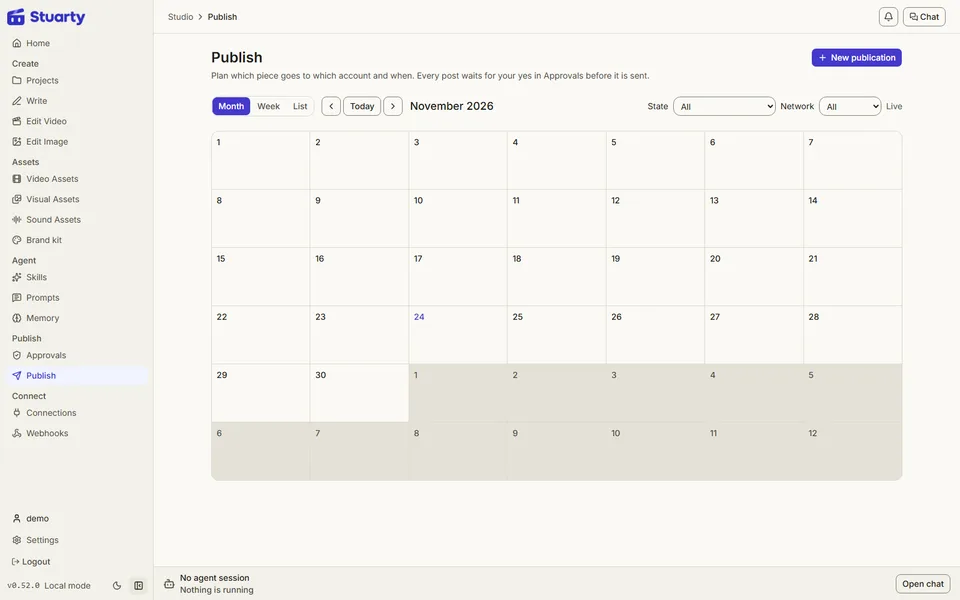 Stuarty
Home
Create
Projects
Write
Edit Video
Edit Image
Assets
Video Assets
Visual Assets
Sound Assets
Brand kit
Agent
Skills
Prompts
Memory
Publish
Approvals
Publish
Connect
Connections
Webhooks
demo
Settings
Logout
v0.52.0 Local mode
Studio > Publish
Chat
Publish
New publication
Plan which piece goes to which account and when. Every post waits for your yes in Approvals before it is sent.
Month Week List Today November 2026 State All Network All Live
1 2 3 4 5 6 7
8 9 10 11 12 13 14
15 16 17 18 19 20 21
22 23 24 25 26 27 28
29 30 1 2 3 4 5
6 7 8 9 10 11 12
No agent session
Nothing is running
Open chat